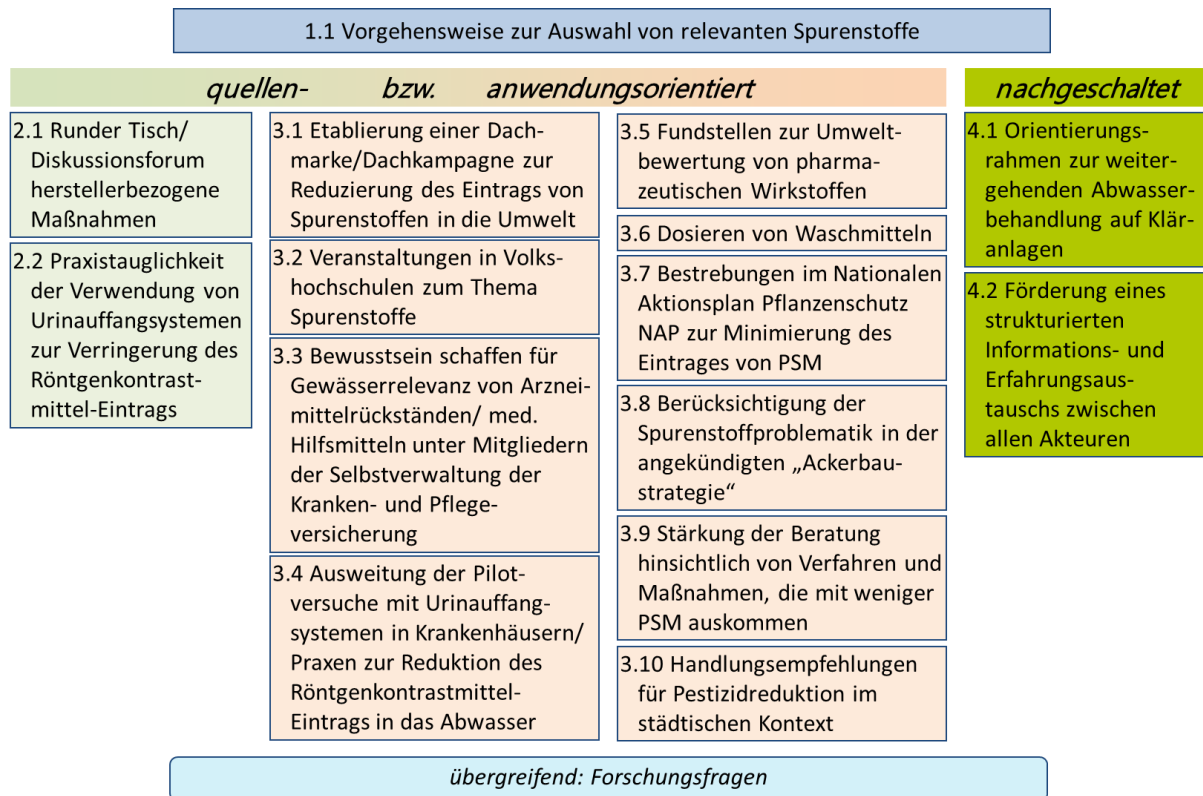 1.1 Vorgehensweise zur Auswahl von relevanten Spurenstoffe
quellen- bzw. anwendungsorientiert
nachgeschaltet
2.1 Runder Tisch/
Diskussionsforum
herstellerbezogene
Maßnahmen
2.2 Praxistauglichkeit
der Verwendung von
Urinauffangsystemen
zur Verringerung des
Röntgenkontrast-
mittel-Eintrags
3.1 Etablierung einer Dach-
marke/Dachkampagne zur
Reduzierung des Eintrags von
Spurenstoffen in die Umwelt
3.2 Veranstaltungen in Volks-
hochschulen zum Thema
Spurenstoffe
3.3 Bewusstsein schaffen für
Gewässerrelevanz von Arznei-
mittelrückständen/ med.
Hilfsmitteln unter Mitgliedern
der Selbstverwaltung der
Kranken- und Pflege-
versicherung
3.4 Ausweitung der Pilot-
versuche mit Urinauffang-
systemen in Krankenhäusern/
Praxen zur Reduktion des
Röntgenkontrastmittel-
Eintrags in das Abwasser
3.5 Fundstellen zur Umwelt-
bewertung von pharma-
zeutischen Wirkstoffen
3.6 Dosieren von Waschmitteln
3.7 Bestrebungen im Nationalen
Aktionsplan Pflanzenschutz
NAP zur Minimierung des
Eintrages von PSM
3.8 Berücksichtigung der
Spurenstoffproblematik in der
angekündigten „Ackerbau-
strategie“
3.9 Stärkung der Beratung
hinsichtlich von Verfahren und
Maßnahmen, die mit weniger
PSM auskommen
3.10 Handlungsempfehlungen
für Pestizidreduktion im
städtischen Kontext
4.1 Orientierungs-
rahmen zur weiter-
gehenden Abwasser-
behandlung auf Klär-
anlagen
4.2 Förderung eines
strukturierten
Informations- und
Erfahrungsaus-
tauschs zwischen
allen Akteuren
übergreifend: Forschungsfragen